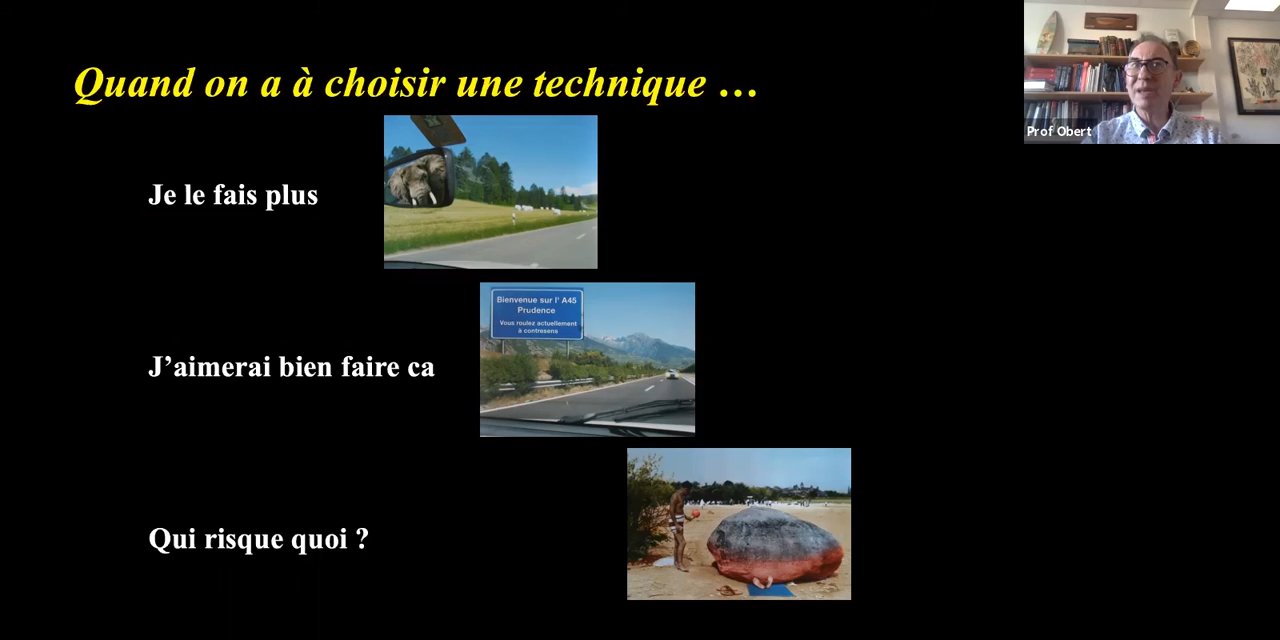 Quand on a à choisir une technique …
Prof Obert
Je le fais plus
Bienvenue sur l' A45
Prudence
Vous roulez actuellement
à contresens
J’aimerai bien faire ca
Qui risque quoi ?